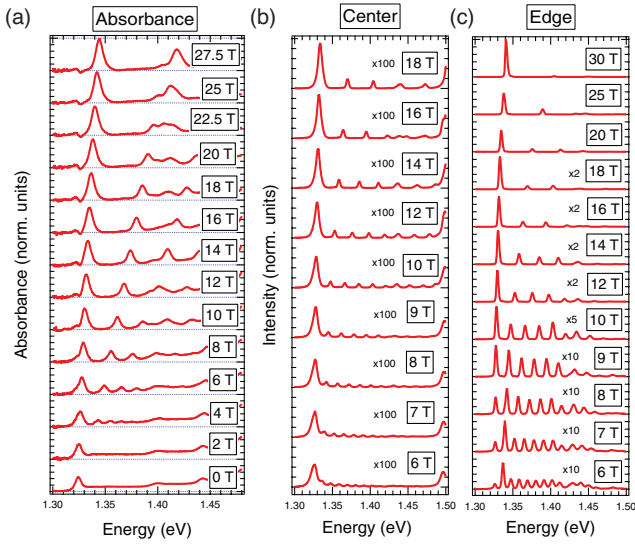 (a)
Absorbance
27.5 T
25 T
22.5 T
20 T
18 T
16 T
14 T
12 T
10 T
8 T
6 T
4 T
2 T
0 T
Absorbance (norm. units)
1.30 1.35 1.40 1.45
Energy (eV)
(b)
Center
x100 18 T
x100 16 T
x100 14 T
x100 12 T
x100 10 T
x100 9 T
x100 8 T
x100 7 T
x100 6 T
Intensity (norm. units)
1.30 1.35 1.40 1.45 1.50
Energy (eV)
(c)
Edge
30 T
25 T
20 T
x2 18 T
x2 16 T
x2 14 T
x2 12 T
x5 10 T
x10 9 T
x10 8 T
x10 7 T
x10 6 T
1.30 1.35 1.40 1.45 1.50
Energy (eV)